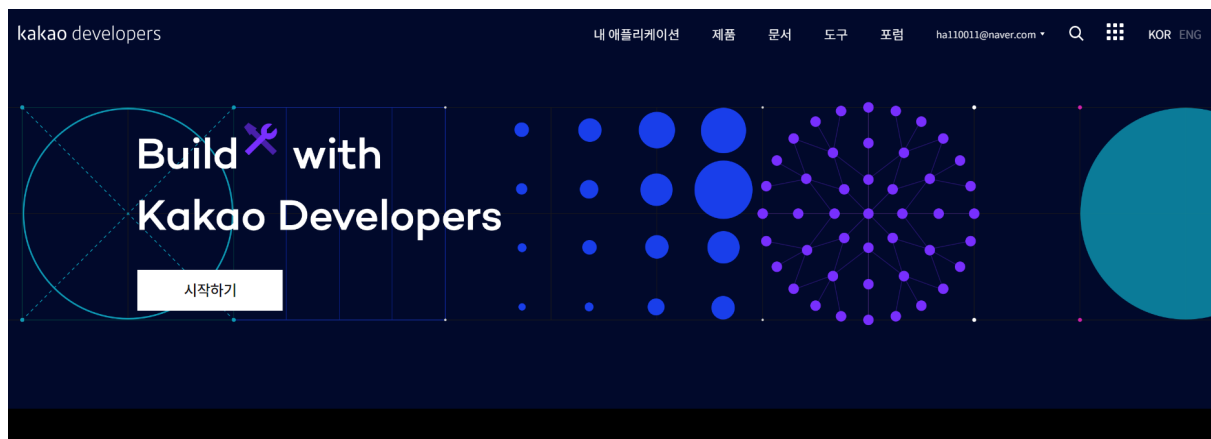 kakao developers
내 애플리케이션 제품 문서 도구 포럼 ha110011@naver.com KOR ENG
Build with
Kakao Developers
시작하기